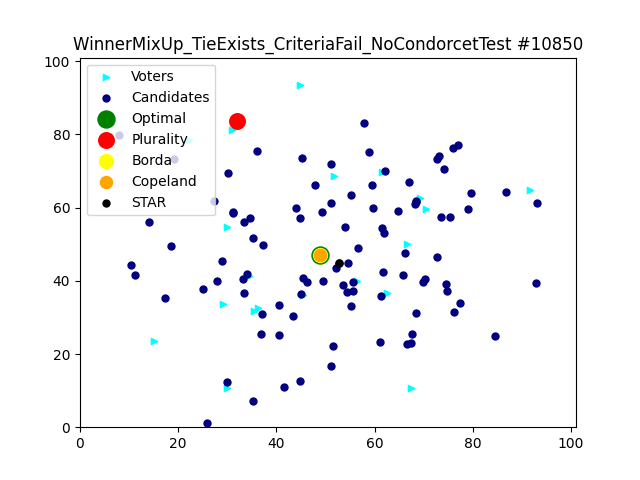 WinnerMixUp_TieExists_CriteriaFail_NoCondorcetTest #10850
100
80
60
40
20
0
Voters
Candidates
Optimal
Plurality
Borda
Copeland
STAR
0 20 40 60 80 100